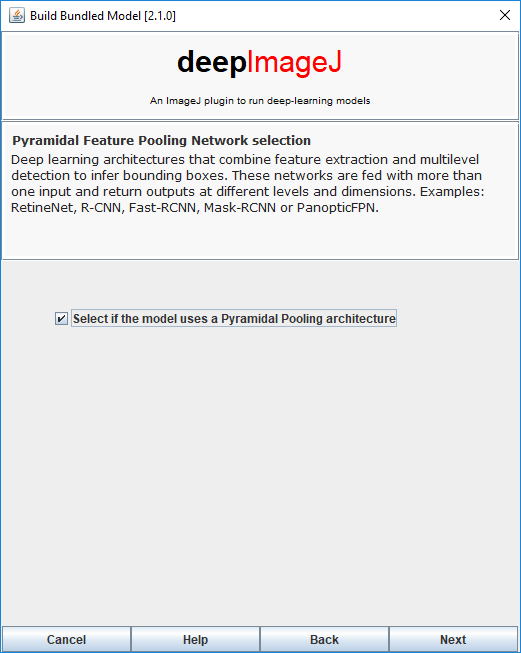 Build Bundled Model [2.1.0]
deepImageJ
An ImageJ plugin to run deep-learning models
Pyramidal Feature Pooling Network selection
Deep learning architectures that combine feature extraction and multilevel
detection to infer bounding boxes. These networks are fed with more than
one input and return outputs at different levels and dimensions. Examples:
RetineNet, R-CNN, Fast-RCNN, Mask-RCNN or PanopticFPN.
Select if the model uses a Pyramidal Pooling architecture
Cancel Help Back Next